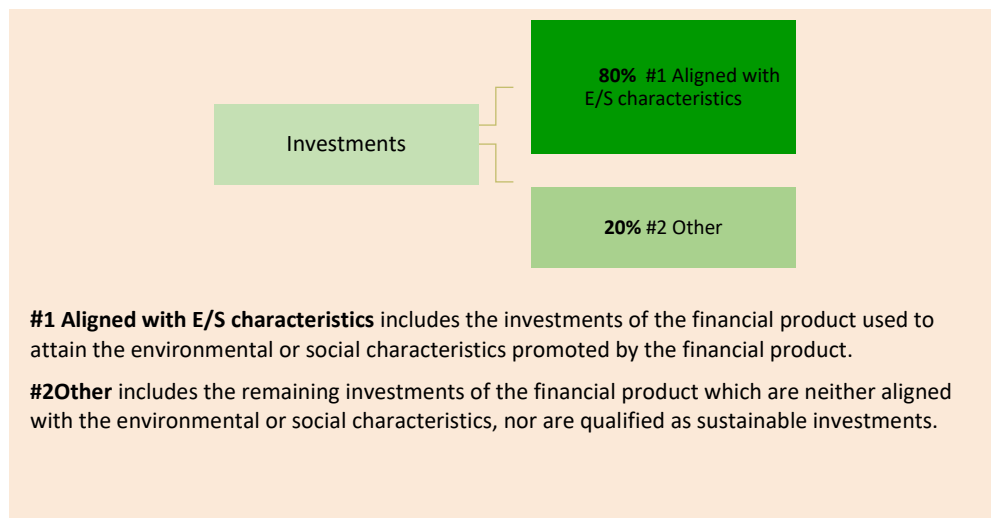 80% #1 Aligned with
E/S characteristics
Investments
20% #2 Other
#1 Aligned with E/S characteristics includes the investments of the financial product used to
attain the environmental or social characteristics promoted by the financial product.
#2Other includes the remaining investments of the financial product which are neither aligned
with the environmental or social characteristics, nor are qualified as sustainable investments.